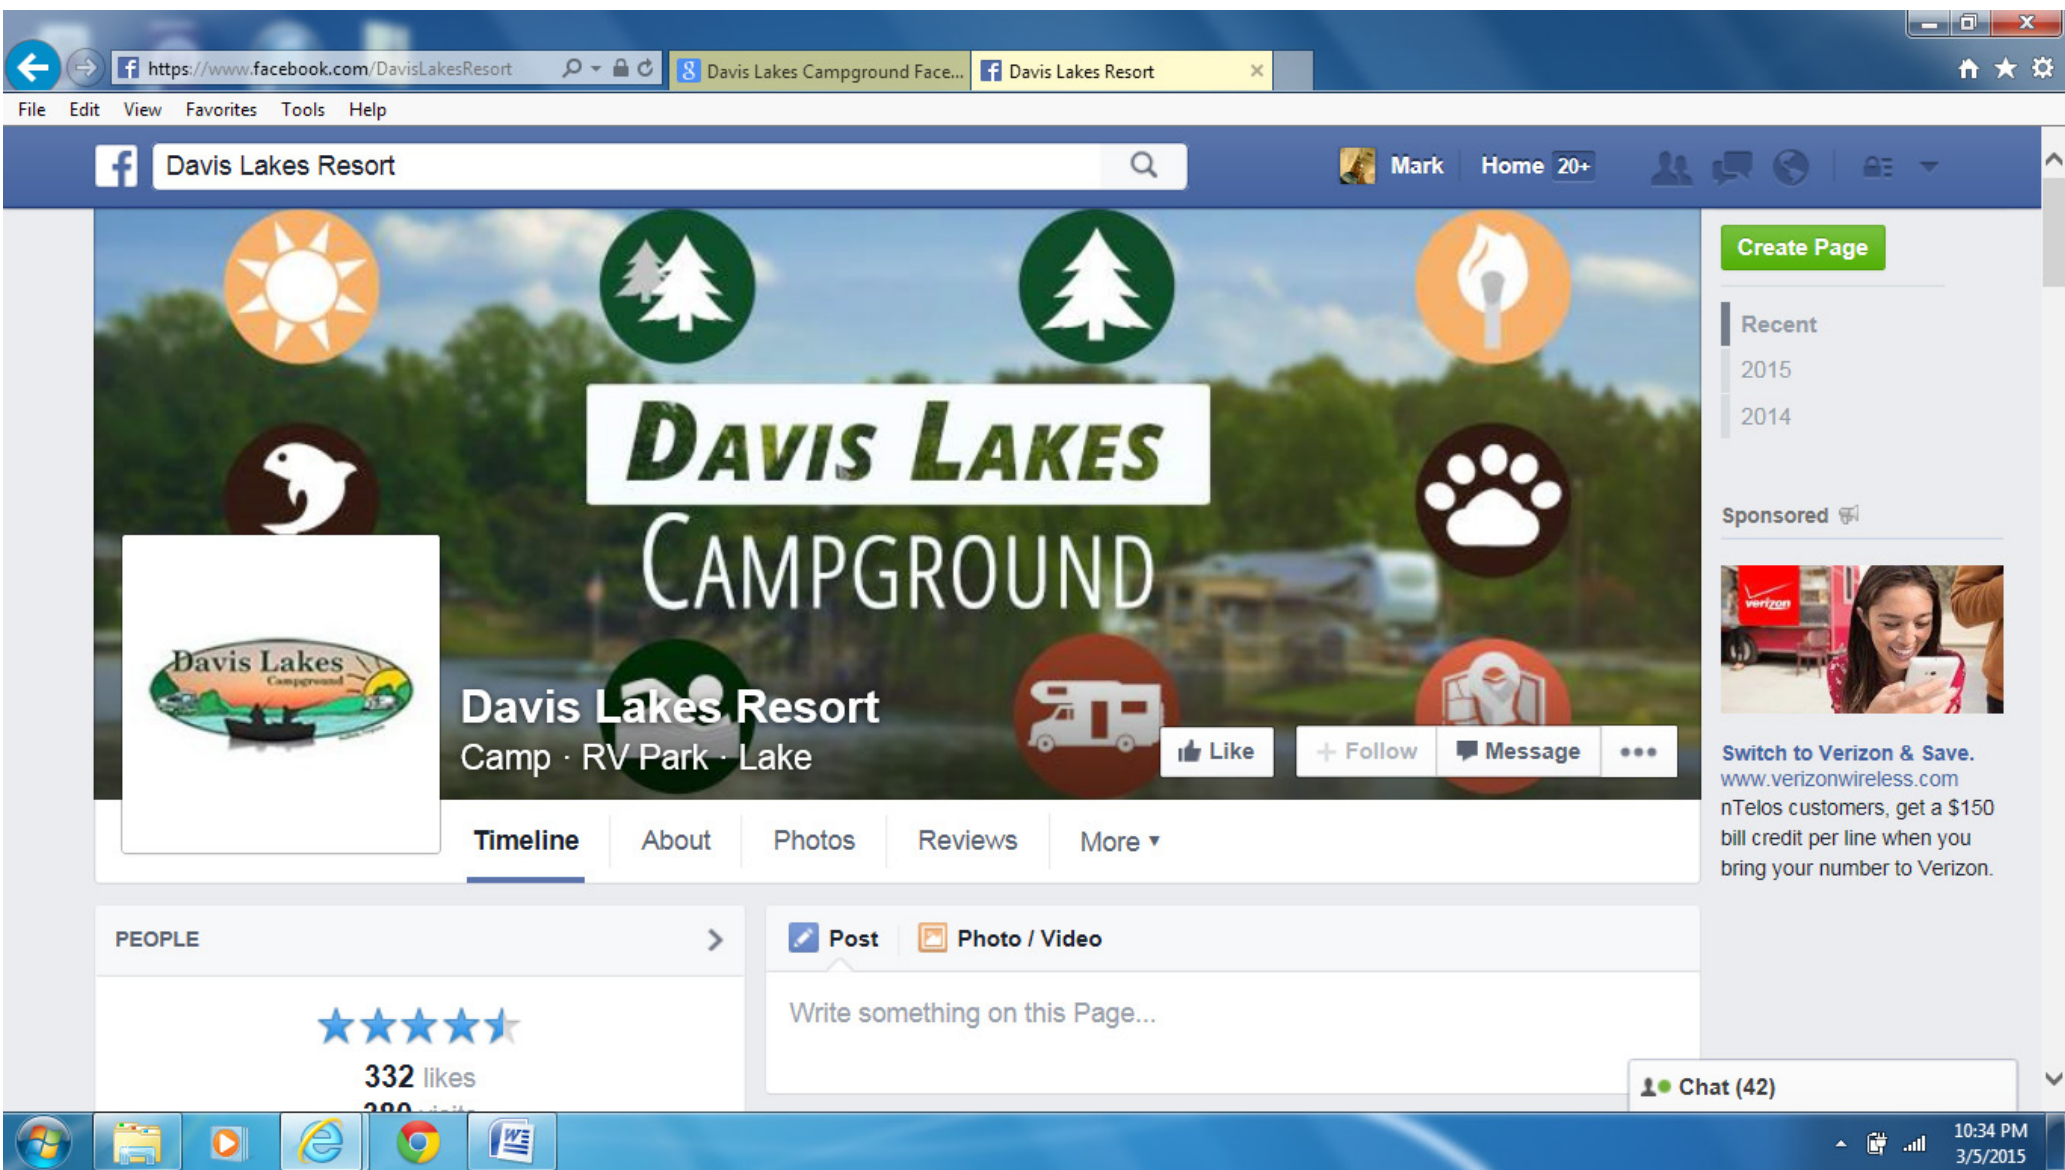 https://www.facebook.com/DavisLakesResort
Davis Lakes Campground Face...
Davis Lakes Resort
File Edit View Favorites Tools Help
Davis Lakes Resort
Mark
Home 20+
Create Page
Recent
2015
2014
DAVIS LAKES
CAMPGROUND
Davis Lakes
Campground
Davis Lakes Resort
Camp · RV Park · Lake
Like
+ Follow
Message
Timeline
About
Photos
Reviews
More
Sponsored
verizon
Switch to Verizon & Save.
www.verizonwireless.com
nTelos customers, get a $150
bill credit per line when you
bring your number to Verizon.
PEOPLE
332 likes
380 visits
Post
Photo / Video
Write something on this Page...
Chat (42)
10:34 PM
3/5/2015